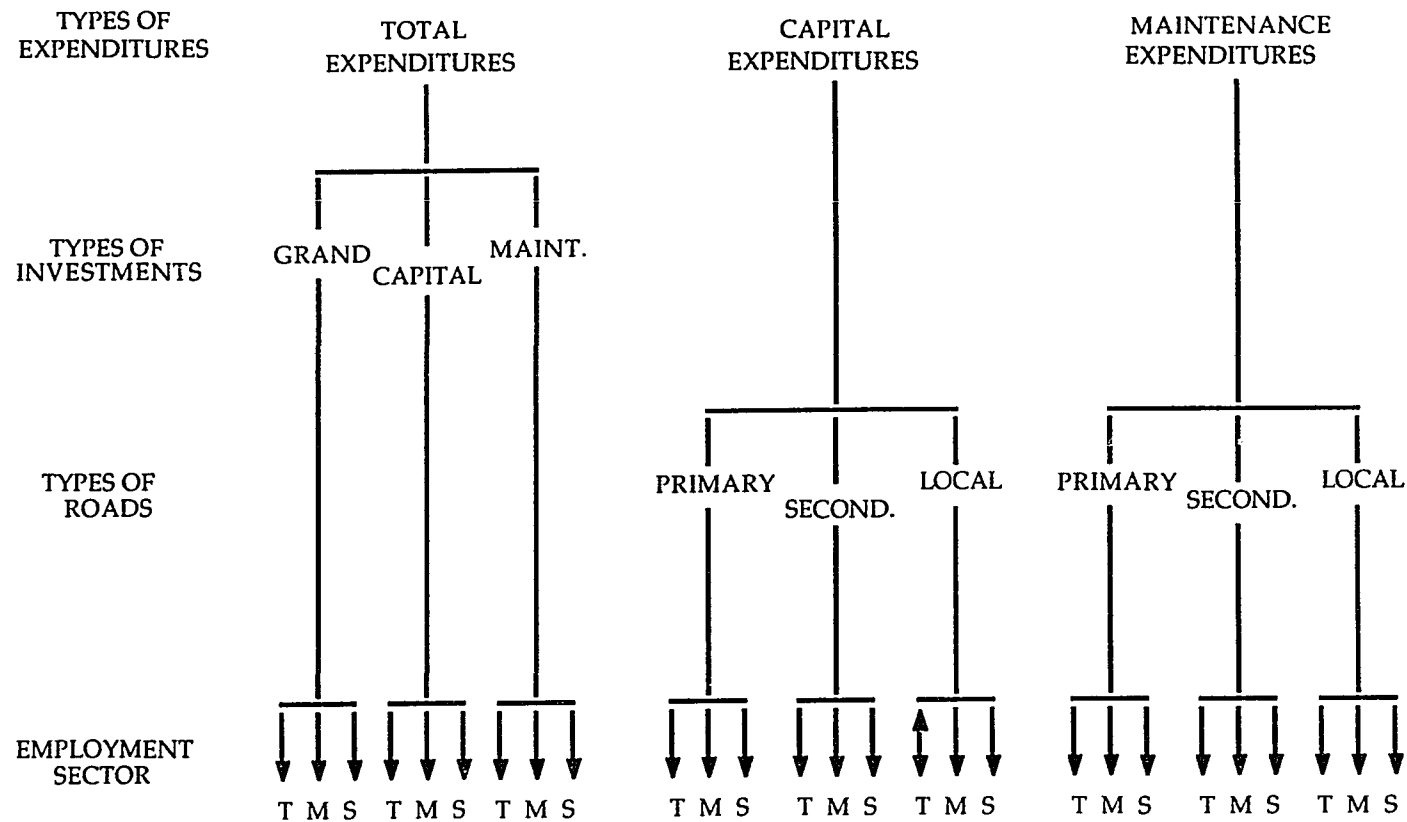 TYPES OF
EXPENDITURES
TOTAL
EXPENDITURES
CAPITAL
EXPENDITURES
MAINTENANCE
EXPENDITURES
TYPES OF
INVESTMENTS
GRAND
CAPITAL
MAINT.
TYPES OF
ROADS
PRIMARY
SECOND.
LOCAL
PRIMARY
SECOND.
LOCAL
EMPLOYMENT
SECTOR
T M S T M S T M S
T M S T M S T M S
T M S T M S T M S